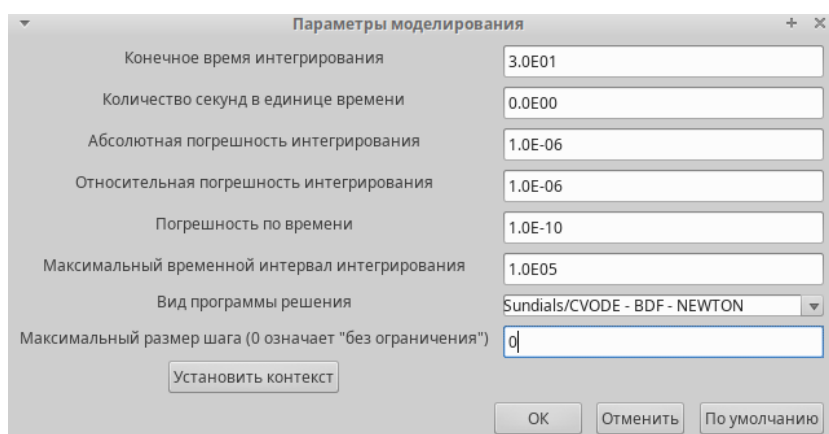 Параметры моделирования
Конечное время интегрирования 3.0E01
Количество секунд в единице времени 0.0E00
Абсолютная погрешность интегрирования 1.0E-06
Относительная погрешность интегрирования 1.0E-06
Погрешность по времени 1.0E-10
Максимальный временной интервал интегрирования 1.0E05
Вид программы решения Sundials/CVODE - BDF - NEWTON
Максимальный размер шага (0 означает "без ограничения") 0
Установить контекст
ОК Отменить По умолчанию